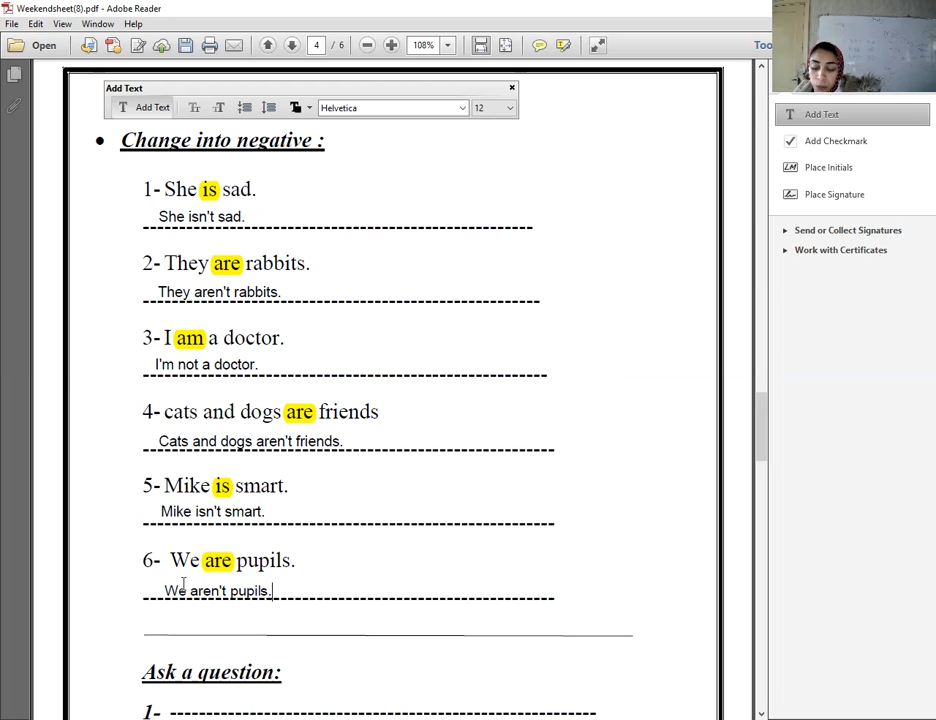 Weekendsheet(8).pdf - Adobe Reader
File Edit View Window Help
Open 4 / 6 108% Too
Add Text
Add Text Helvetica 12
Add Text
Add Checkmark
Place Initials
Place Signature
Send or Collect Signatures
Work with Certificates
• Change into negative :
1- She is sad.
She isn't sad.
2- They are rabbits.
They aren't rabbits.
3- I am a doctor.
I'm not a doctor.
4- cats and dogs are friends
Cats and dogs aren't friends.
5- Mike is smart.
Mike isn't smart.
6- We are pupils.
We aren't pupils.
Ask a question:
1-